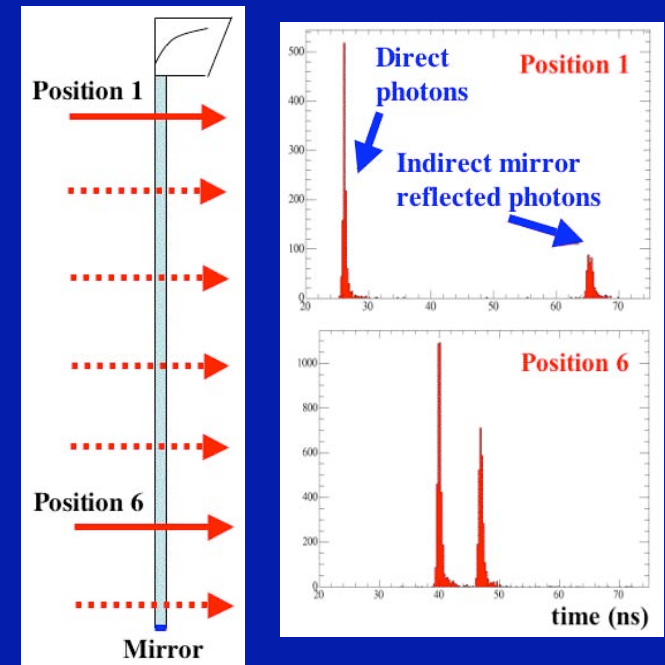 Position 1
Position 6
Mirror
Direct
photons
Position 1
Indirect mirror
reflected photons
500
400
300
200
100
0
20 30 40 50 60 70
Position 6
1000
800
600
400
200
0
20 30 40 50 60 70
time (ns)